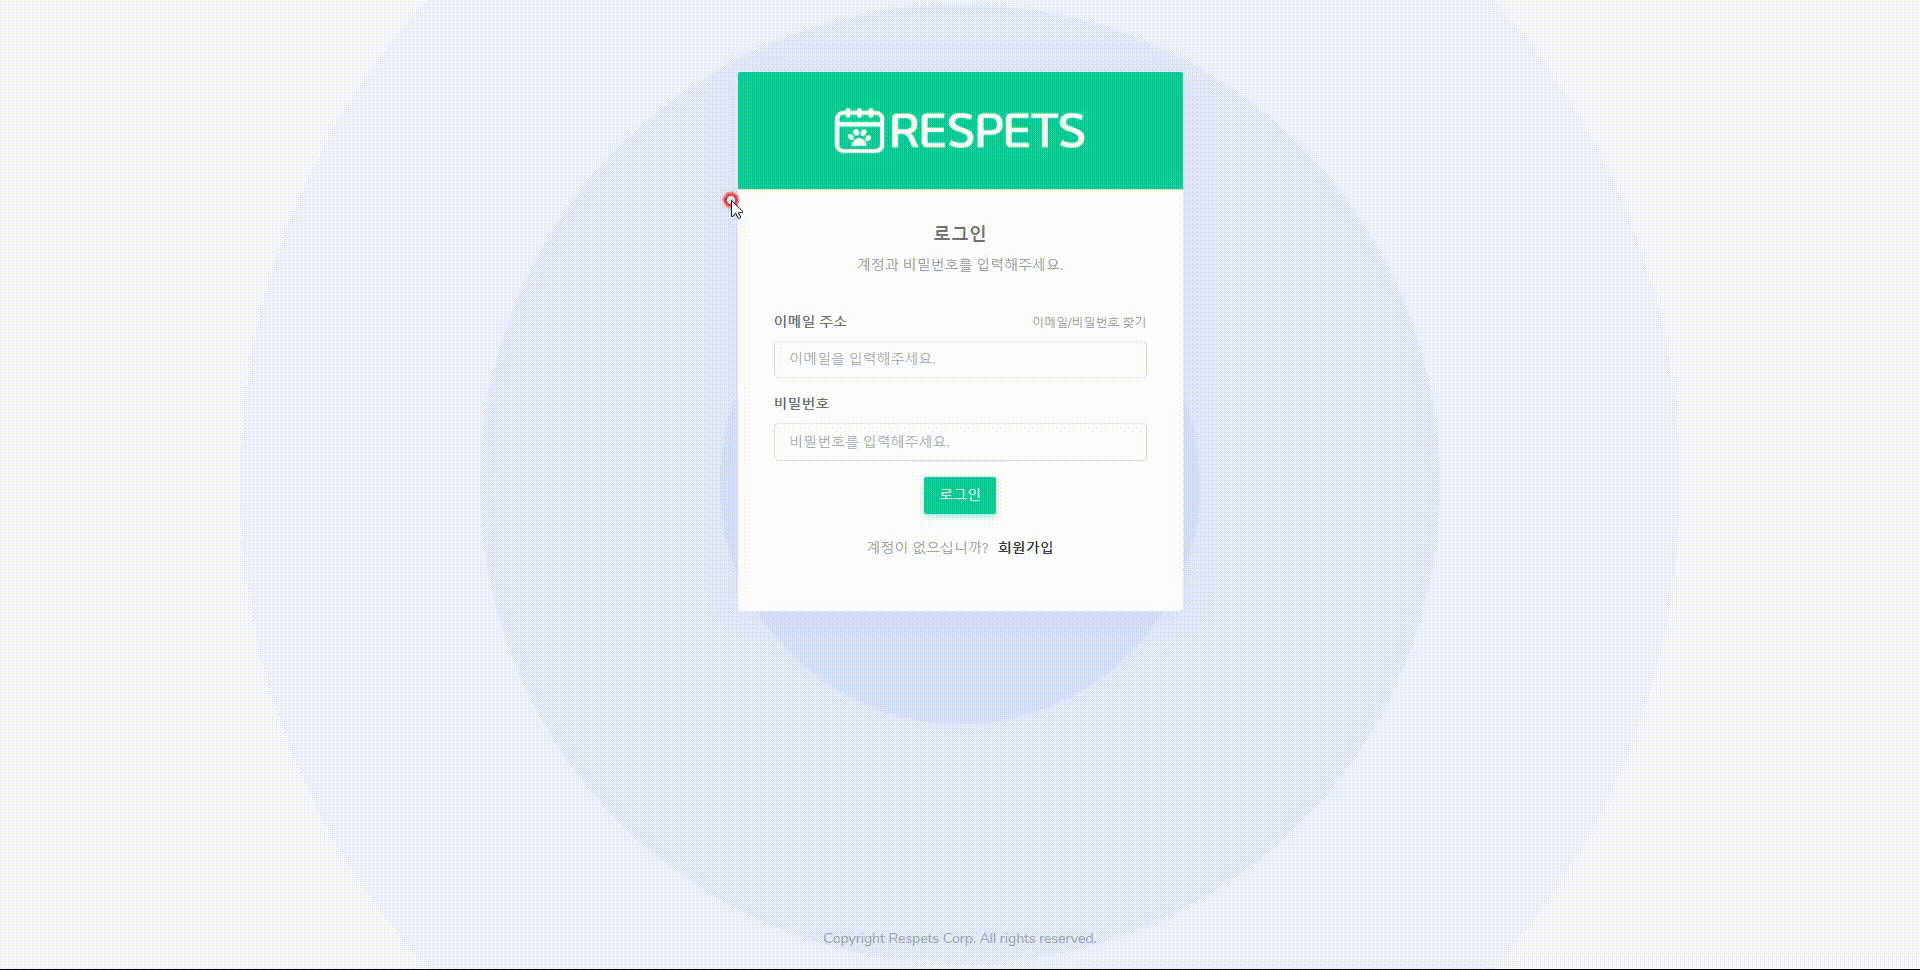 RESPETS
로그인
계정과 비밀번호를 입력해주세요.
이메일 주소 이메일/비밀번호 찾기
이메일을 입력해주세요.
비밀번호
비밀번호를 입력해주세요.
로그인
계정이 없으십니까? 회원가입
Copyright Respets Corp. All rights reserved.